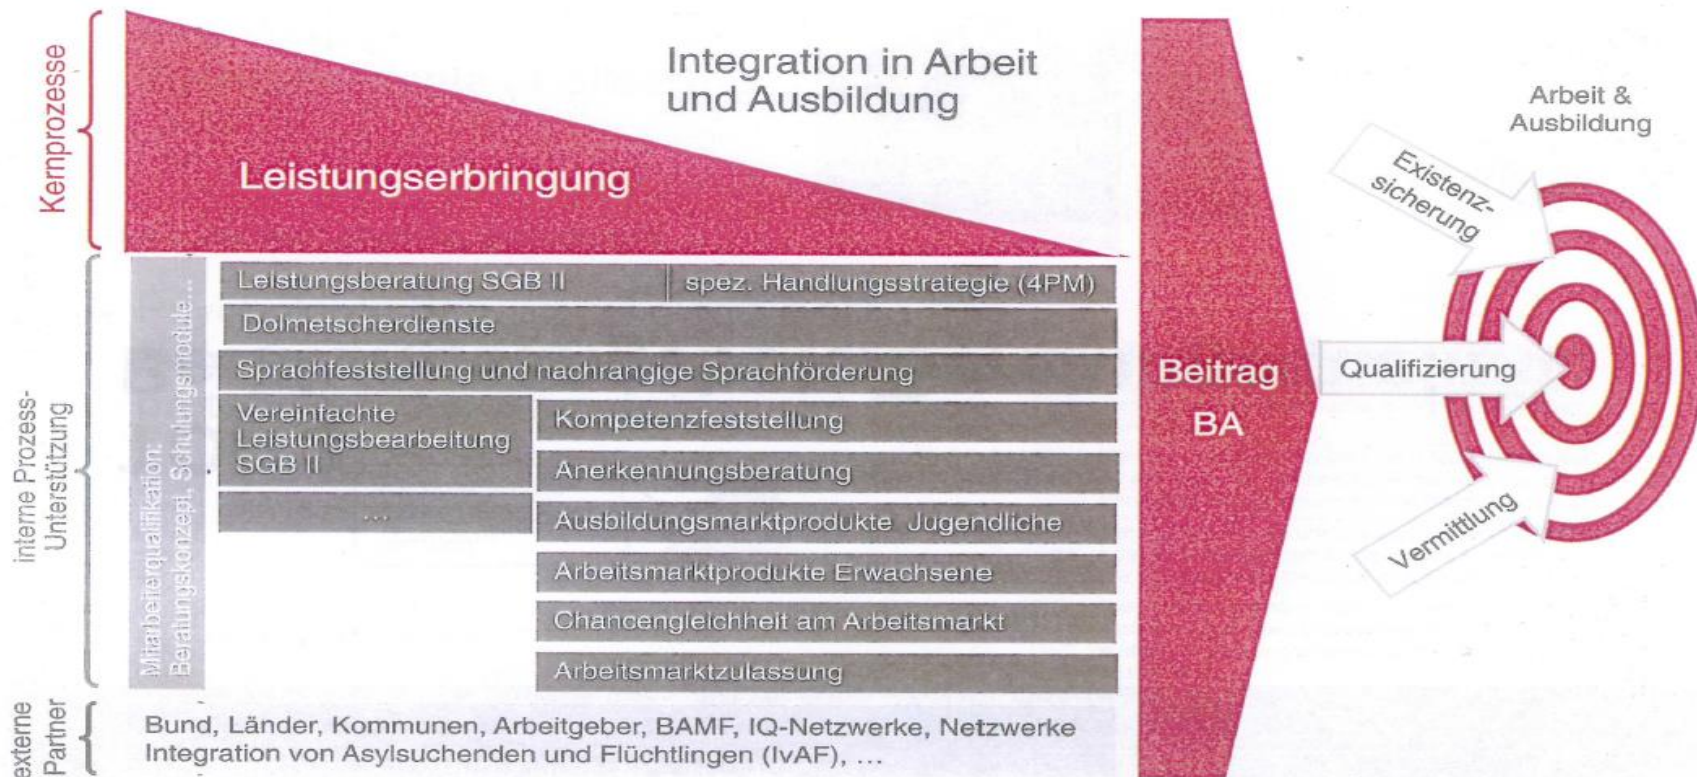 Kernprozesse
Integration in Arbeit
und Ausbildung
Leistungserbringung
interne Prozess-
Unterstützung
Mitarbeiterqualifikation:
Beratungskonzept, Schulungsmodule...
Leistungsberatung SGB II
spez. Handlungsstrategie (4PM)
Dolmetscherdienste
Sprachfeststellung und nachrangige Sprachförderung
Vereinfachte
Leistungsbearbeitung
SGB II
...
Kompetenzfeststellung
Anerkennungsberatung
Ausbildungsmarktprodukte Jugendliche
Arbeitsmarktprodukte Erwachsene
Chancengleichheit am Arbeitsmarkt
Arbeitsmarktzulassung
externe
Partner
Bund, Länder, Kommunen, Arbeitgeber, BAMF, IQ-Netzwerke, Netzwerke
Integration von Asylsuchenden und Flüchtlingen (IvAF), ...
Beitrag
BA
Arbeit &
Ausbildung
Existenz-
sicherung
Qualifizierung
Vermittlung